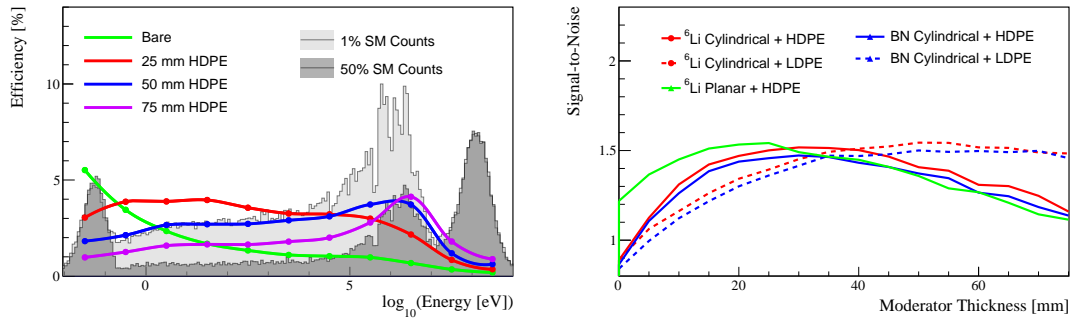 Efficiency [%]
15
10
5
0
Bare
25 mm HDPE
50 mm HDPE
75 mm HDPE
1% SM Counts
50% SM Counts
0
5
log₁₀(Energy [eV])
Signal-to-Noise
2
1.5
1
⁶Li Cylindrical + HDPE
⁶Li Cylindrical + LDPE
⁶Li Planar + HDPE
BN Cylindrical + HDPE
BN Cylindrical + LDPE
0
20
40
60
Moderator Thickness [mm]